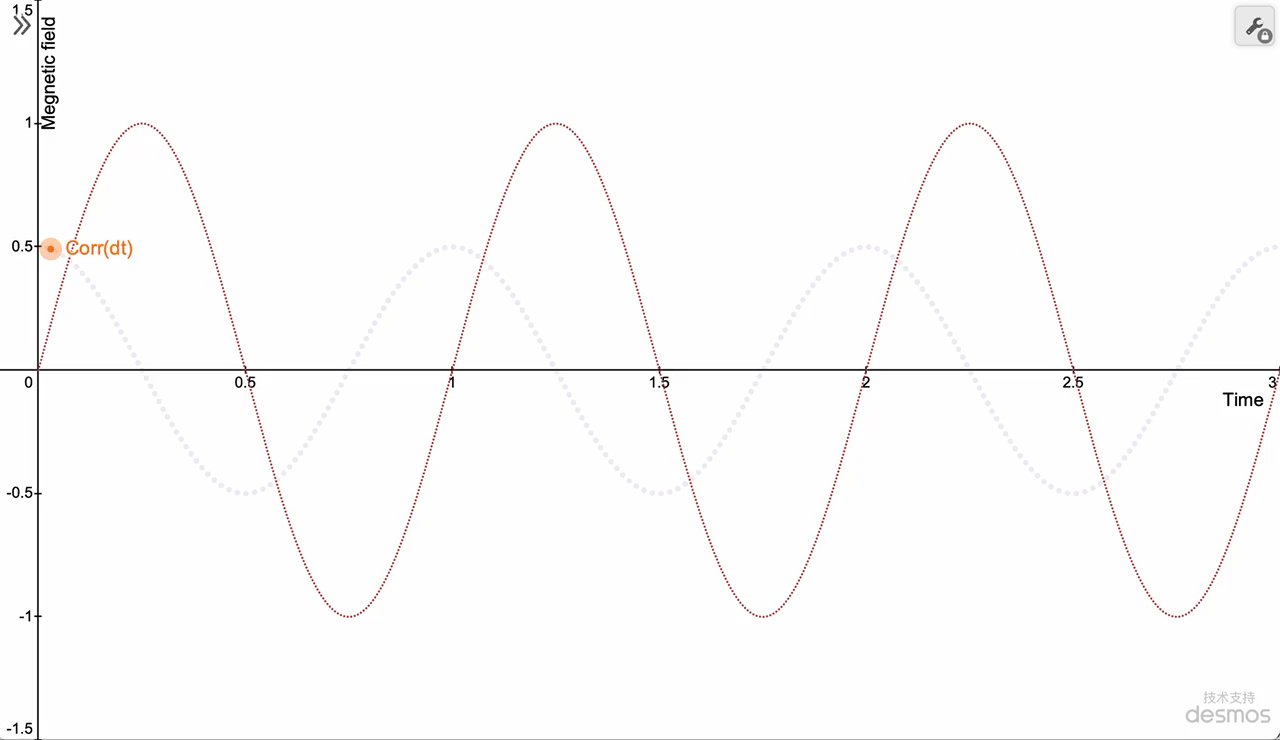 1.5
Megnetic field
1
0.5
Corr(dt)
0
0.5
1
1.5
2
2.5
3
Time
-0.5
-1
-1.5
技术支持
desmos